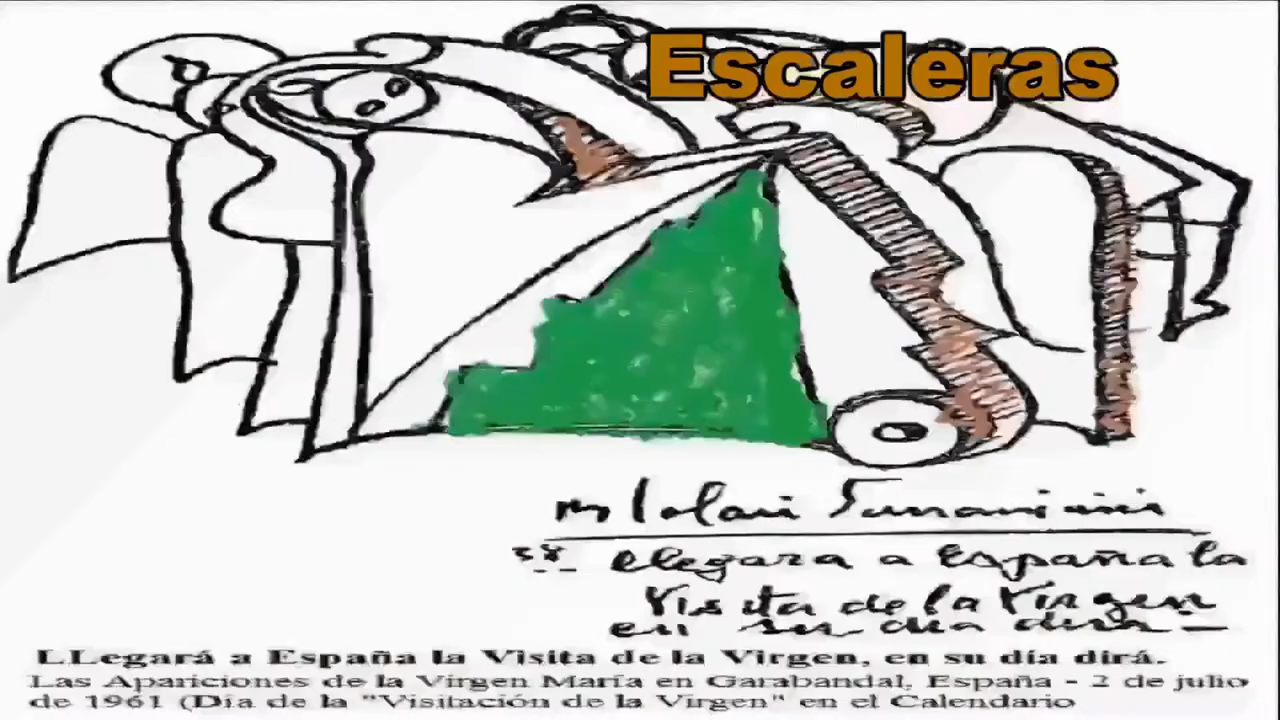 Escaleras
llegara a España la
Visita de la Virgen
en su dia dira –
LLegará a España la Visita de la Virgen, en su día dirá.
Las Apariciones de la Virgen María en Garabandal, España - 2 de julio
de 1961 (Día de la "Visitación de la Virgen" en el Calendario